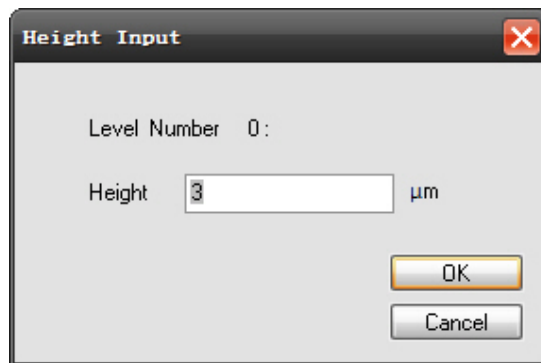 Height Input
Level Number 0:
Height 3 μm
OK
Cancel